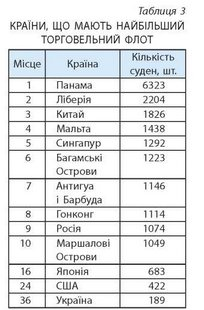 Таблиця 3
КРАЇНИ, ЩО МАЮТЬ НАЙБІЛЬШИЙ
ТОРГОВЕЛЬНИЙ ФЛОТ
Місце Країна Кількість суден, шт.
1 Панама 6323
2 Ліберія 2204
3 Китай 1826
4 Мальта 1438
5 Сингапур 1292
6 Багамські Острови 1223
7 Антигуа і Барбуда 1146
8 Гонконг 1114
9 Росія 1074
10 Маршалові Острови 1049
16 Японія 683
24 США 422
36 Україна 189